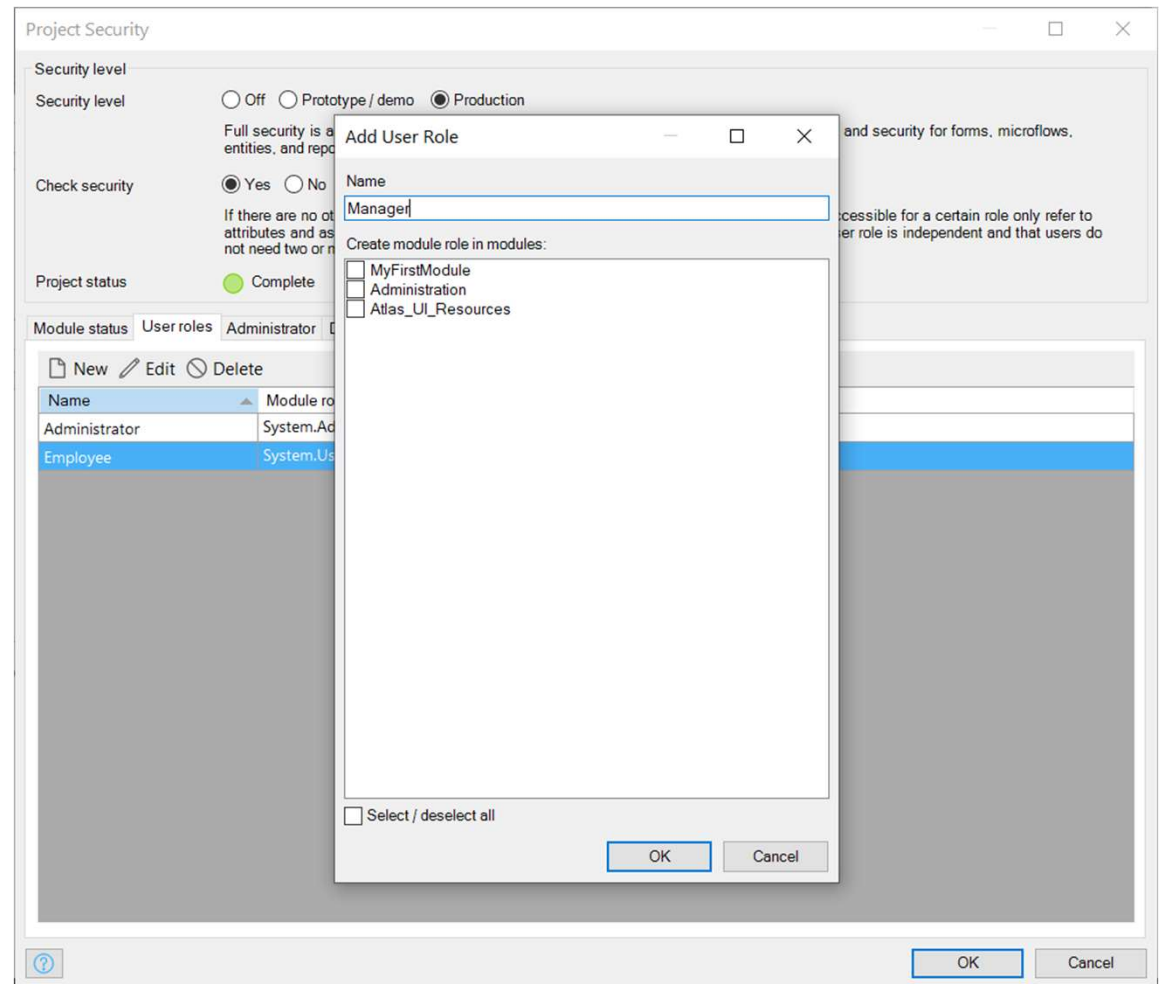 Project Security
Security level
Security level Off Prototype / demo Production
Full security is a
and security for forms, microflows,
entities, and repo
Check security Yes No
If there are no ot
ccessible for a certain role only refer to
attributes and as
er role is independent and that users do
not need two or
Project status Complete
Module status User roles Administrator
New Edit Delete
Name Module ro
Administrator System.Ad
Employee System.Us
Add User Role
Name
Manager
Create module role in modules:
MyFirstModule
Administration
Atlas_UI_Resources
Select / deselect all
OK Cancel
OK Cancel